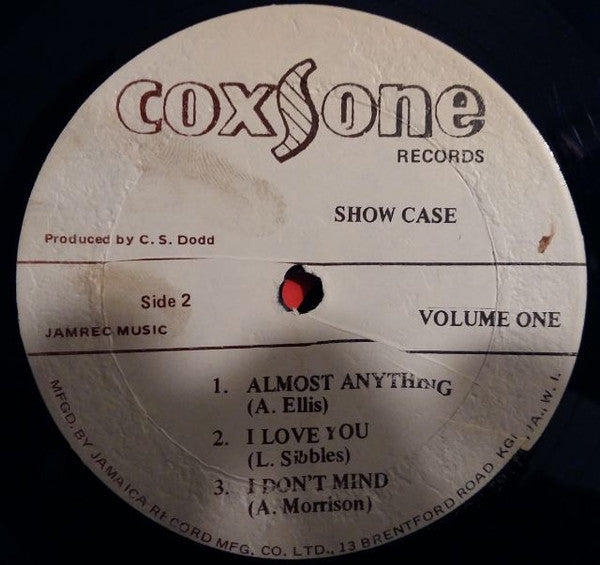 coxsone
RECORDS
SHOW CASE
Produced by C. S. Dodd
Side 2
VOLUME ONE
JAMREC MUSIC
1. ALMOST ANYTHING
(A. Ellis)
2. I LOVE YOU
(L. Sibbles)
3. I DON'T MIND
(A. Morrison)
MFGD. BY JAMAICA RECORD MFG. CO. LTD., 13 BRENTFORD ROAD, KGN., JA., W. I.